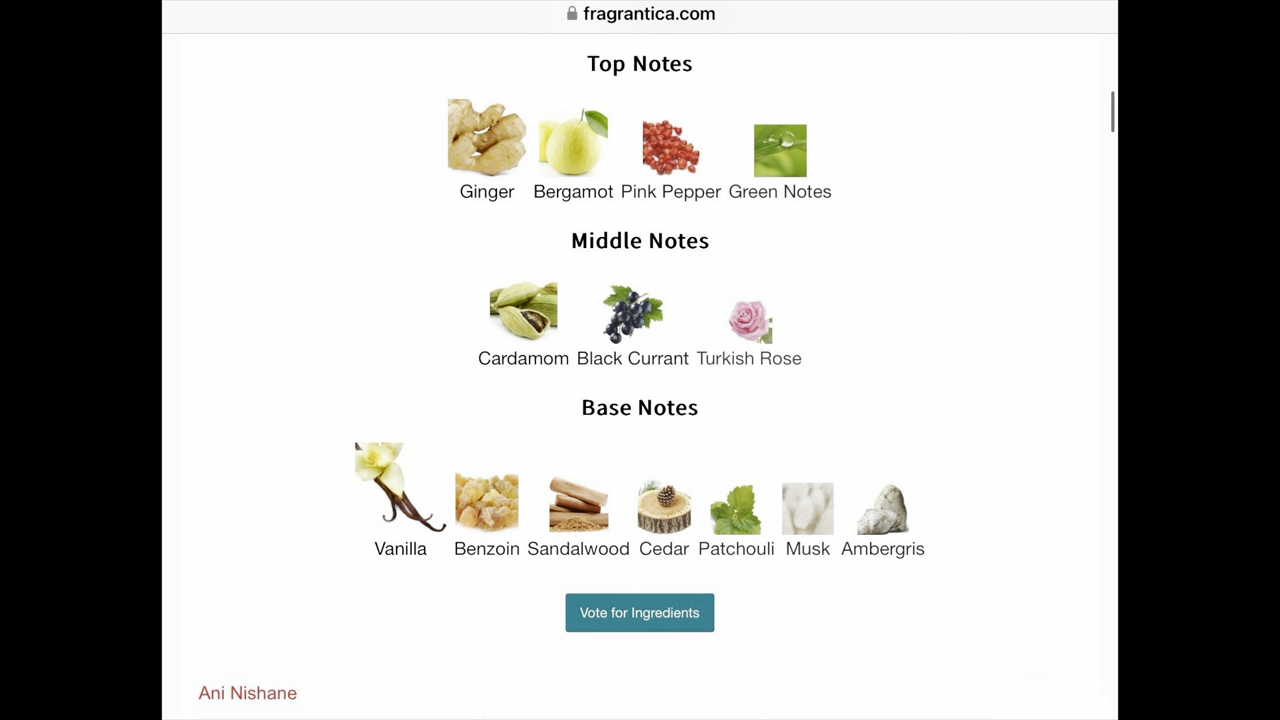 fragrantica.com
Top Notes
Ginger Bergamot Pink Pepper Green Notes
Middle Notes
Cardamom Black Currant Turkish Rose
Base Notes
Vanilla Benzoin Sandalwood Cedar Patchouli Musk Ambergris
Vote for Ingredients
Ani Nishane